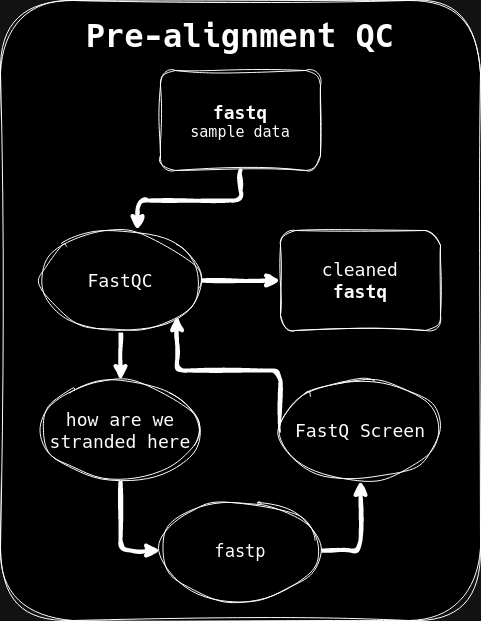 Pre-alignment QC
fastq
sample data
FastQC
cleaned
fastq
how are we
stranded here
FastQ Screen
fastp